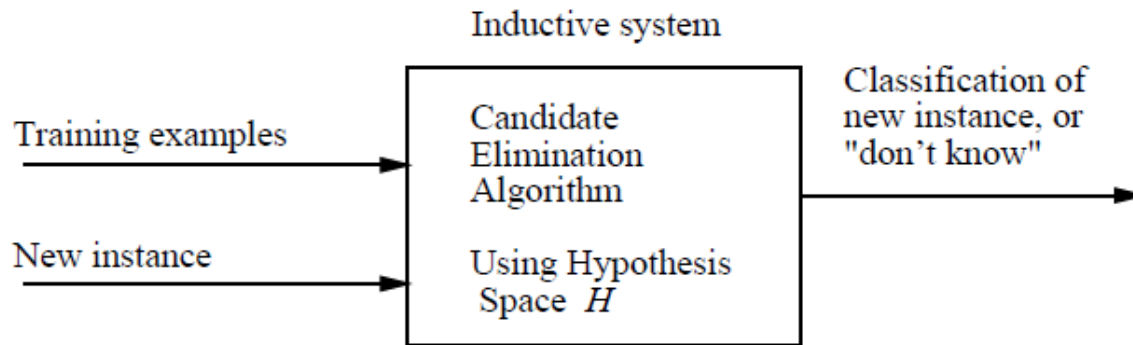 Inductive system
Training examples
New instance
Candidate
Elimination
Algorithm
Using Hypothesis
Space H
Classification of
new instance, or
"don’t know"